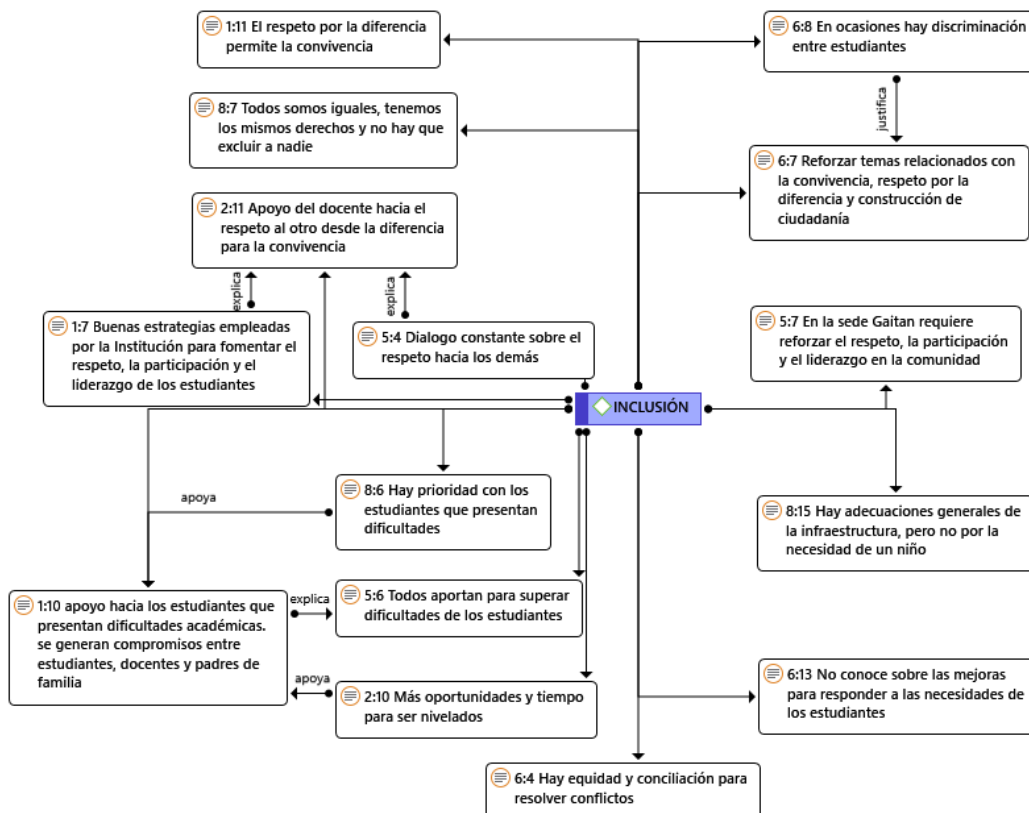 1:11 El respeto por la diferencia
permite la convivencia
6:8 En ocasiones hay discriminación
entre estudiantes
justifica
8:7 Todos somos iguales, tenemos
los mismos derechos y no hay que
excluir a nadie
6:7 Reforzar temas relacionados con
la convivencia, respeto por la
diferencia y construcción de
ciudadanía
2:11 Apoyo del docente hacia el
respeto al otro desde la diferencia
para la convivencia
explica
explica
1:7 Buenas estrategias empleadas
por la Institución para fomentar el
respeto, la participación y el
liderazgo de los estudiantes
5:4 Dialogo constante sobre el
respeto hacia los demás
5:7 En la sede Gaitan requiere
reforzar el respeto, la participación
y el liderazgo en la comunidad
INCLUSIÓN
apoya
8:6 Hay prioridad con los
estudiantes que presentan
dificultades
8:15 Hay adecuaciones generales de
la infraestructura, pero no por la
necesidad de un niño
1:10 apoyo hacia los estudiantes que
presentan dificultades académicas.
se generan compromisos entre
estudiantes, docentes y padres de
familia
explica
5:6 Todos aportan para superar
dificultades de los estudiantes
apoya
2:10 Más oportunidades y tiempo
para ser nivelados
6:13 No conoce sobre las mejoras
para responder a las necesidades de
los estudiantes
6:4 Hay equidad y conciliación para
resolver conflictos